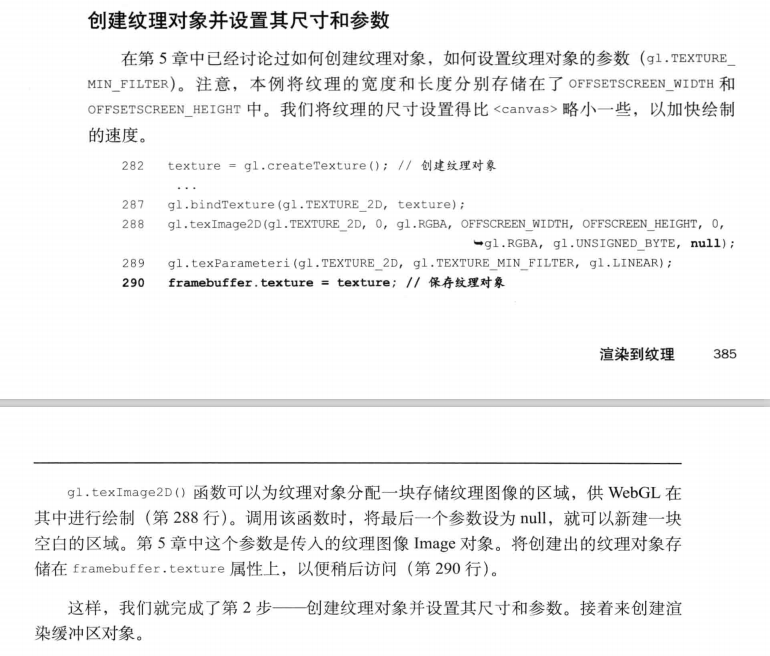 创建纹理对象并设置其尺寸和参数
在第 5 章中已经讨论过如何创建纹理对象，如何设置纹理对象的参数（gl.TEXTURE_
MIN_FILTER）。注意，本例将纹理的宽度和长度分别存储在了 OFFSETSCREEN_WIDTH 和
OFFSETSCREEN_HEIGHT 中。我们将纹理的尺寸设置得比 <canvas> 略小一些，以加快绘制
的速度。
282 texture = gl.createTexture(); // 创建纹理对象
...
287 gl.bindTexture(gl.TEXTURE_2D, texture);
288 gl.texImage2D(gl.TEXTURE_2D, 0, gl.RGBA, OFFSCREEN_WIDTH, OFFSCREEN_HEIGHT, 0,
➥gl.RGBA, gl.UNSIGNED_BYTE, null);
289 gl.texParameteri(gl.TEXTURE_2D, gl.TEXTURE_MIN_FILTER, gl.LINEAR);
290 framebuffer.texture = texture; // 保存纹理对象
渲染到纹理 385
gl.texImage2D() 函数可以为纹理对象分配一块存储纹理图像的区域，供 WebGL 在
其中进行绘制（第 288 行）。调用该函数时，将最后一个参数设为 null，就可以新建一块
空白的区域。第 5 章中这个参数是传入的纹理图像 Image 对象。将创建出的纹理对象存
储在 framebuffer.texture 属性上，以便稍后访问（第 290 行）。
这样，我们就完成了第 2 步——创建纹理对象并设置其尺寸和参数。接着来创建渲
染缓冲区对象。